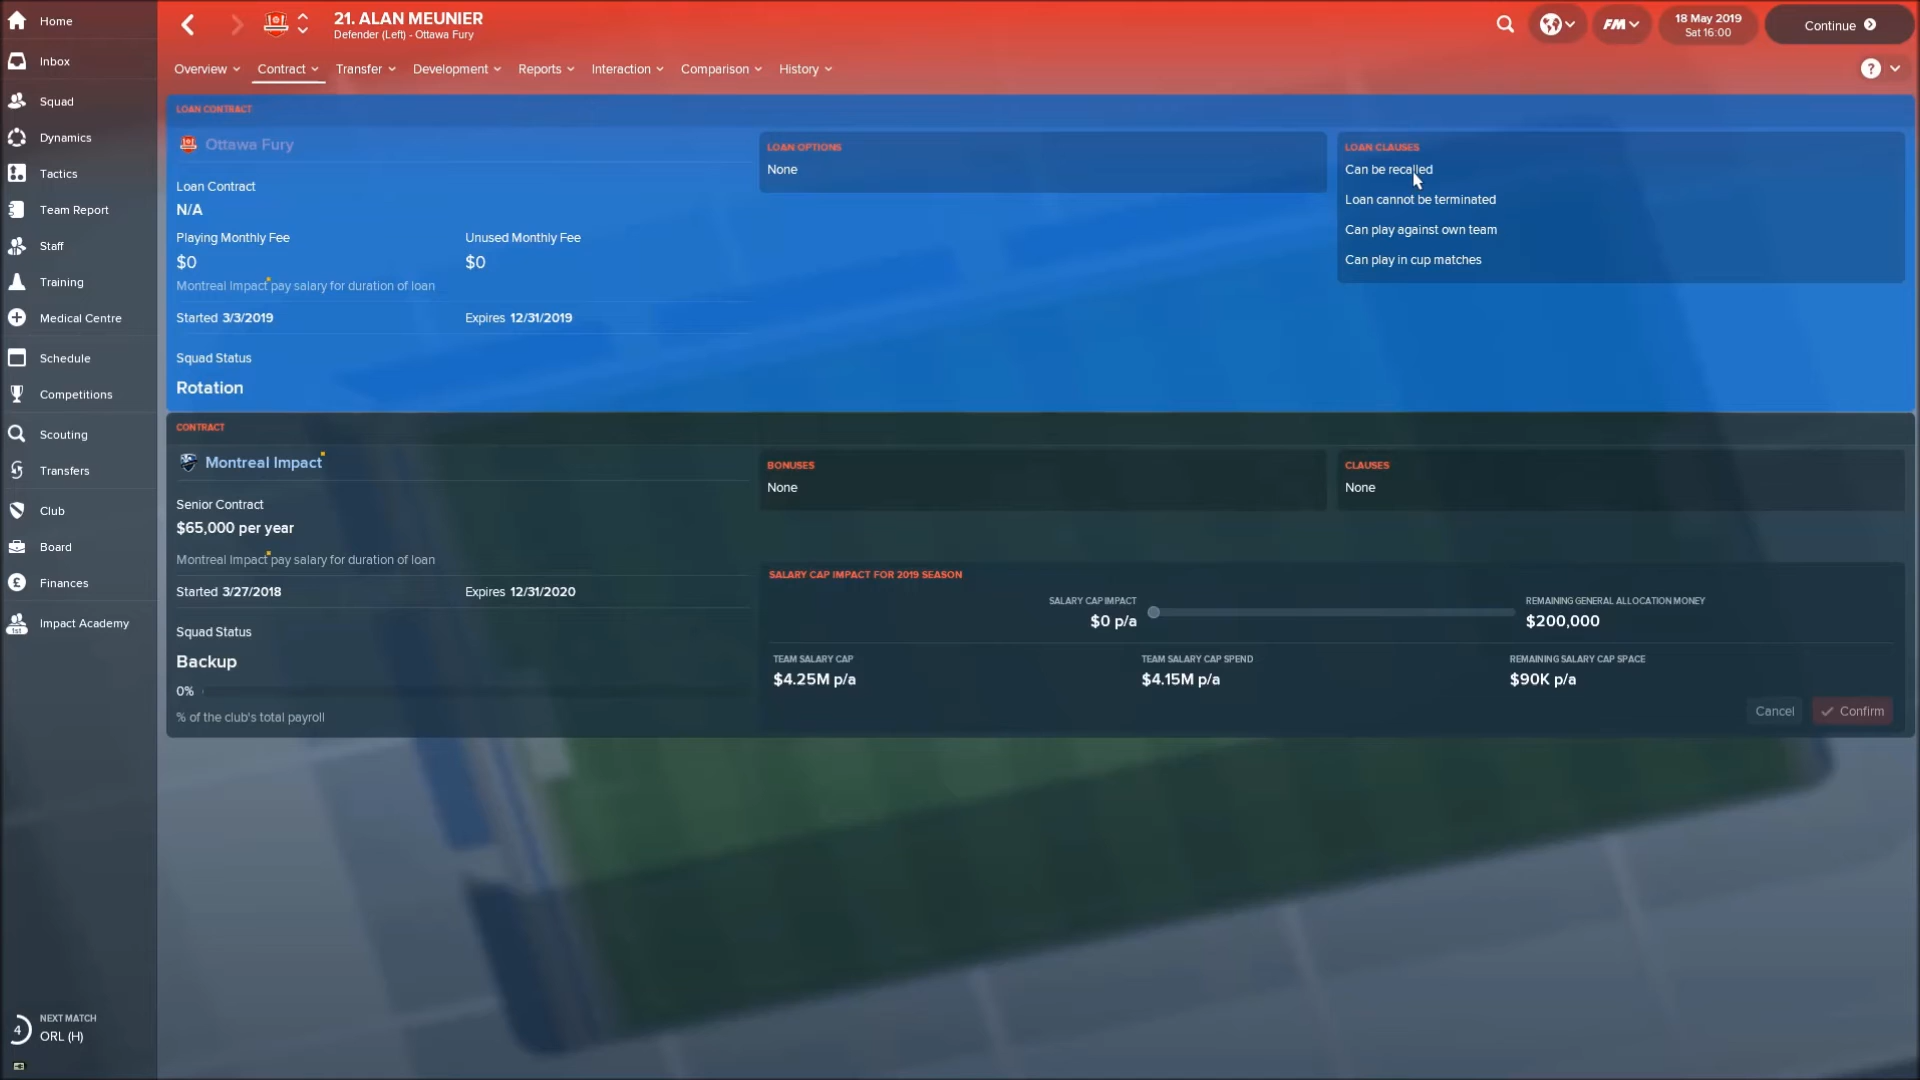 Home
Inbox
Squad
Dynamics
Tactics
Team Report
Staff
Training
Medical Centre
Schedule
Competitions
Scouting
Transfers
Club
Board
Finances
1st
Impact Academy
4
NEXT MATCH
ORL (H)
21. ALAN MEUNIER
Defender (Left) - Ottawa Fury
FM
18 May 2019
Sat 16:00
Continue
Overview
Contract
Transfer
Development
Reports
Interaction
Comparison
History
?
LOAN CONTRACT
Ottawa Fury
Loan Contract
N/A
Playing Monthly Fee
Unused Monthly Fee
$0
$0
Montreal Impact pay salary for duration of loan
Started 3/3/2019
Expires 12/31/2019
Squad Status
Rotation
LOAN OPTIONS
None
LOAN CLAUSES
Can be recalled
Loan cannot be terminated
Can play against own team
Can play in cup matches
CONTRACT
Montreal Impact
Senior Contract
$65,000 per year
Montreal Impact pay salary for duration of loan
Started 3/27/2018
Expires 12/31/2020
Squad Status
Backup
0%
% of the club's total payroll
BONUSES
None
CLAUSES
None
SALARY CAP IMPACT FOR 2019 SEASON
SALARY CAP IMPACT
$0 p/a
REMAINING GENERAL ALLOCATION MONEY
$200,000
TEAM SALARY CAP
$4.25M p/a
TEAM SALARY CAP SPEND
$4.15M p/a
REMAINING SALARY CAP SPACE
$90K p/a
Cancel
Confirm